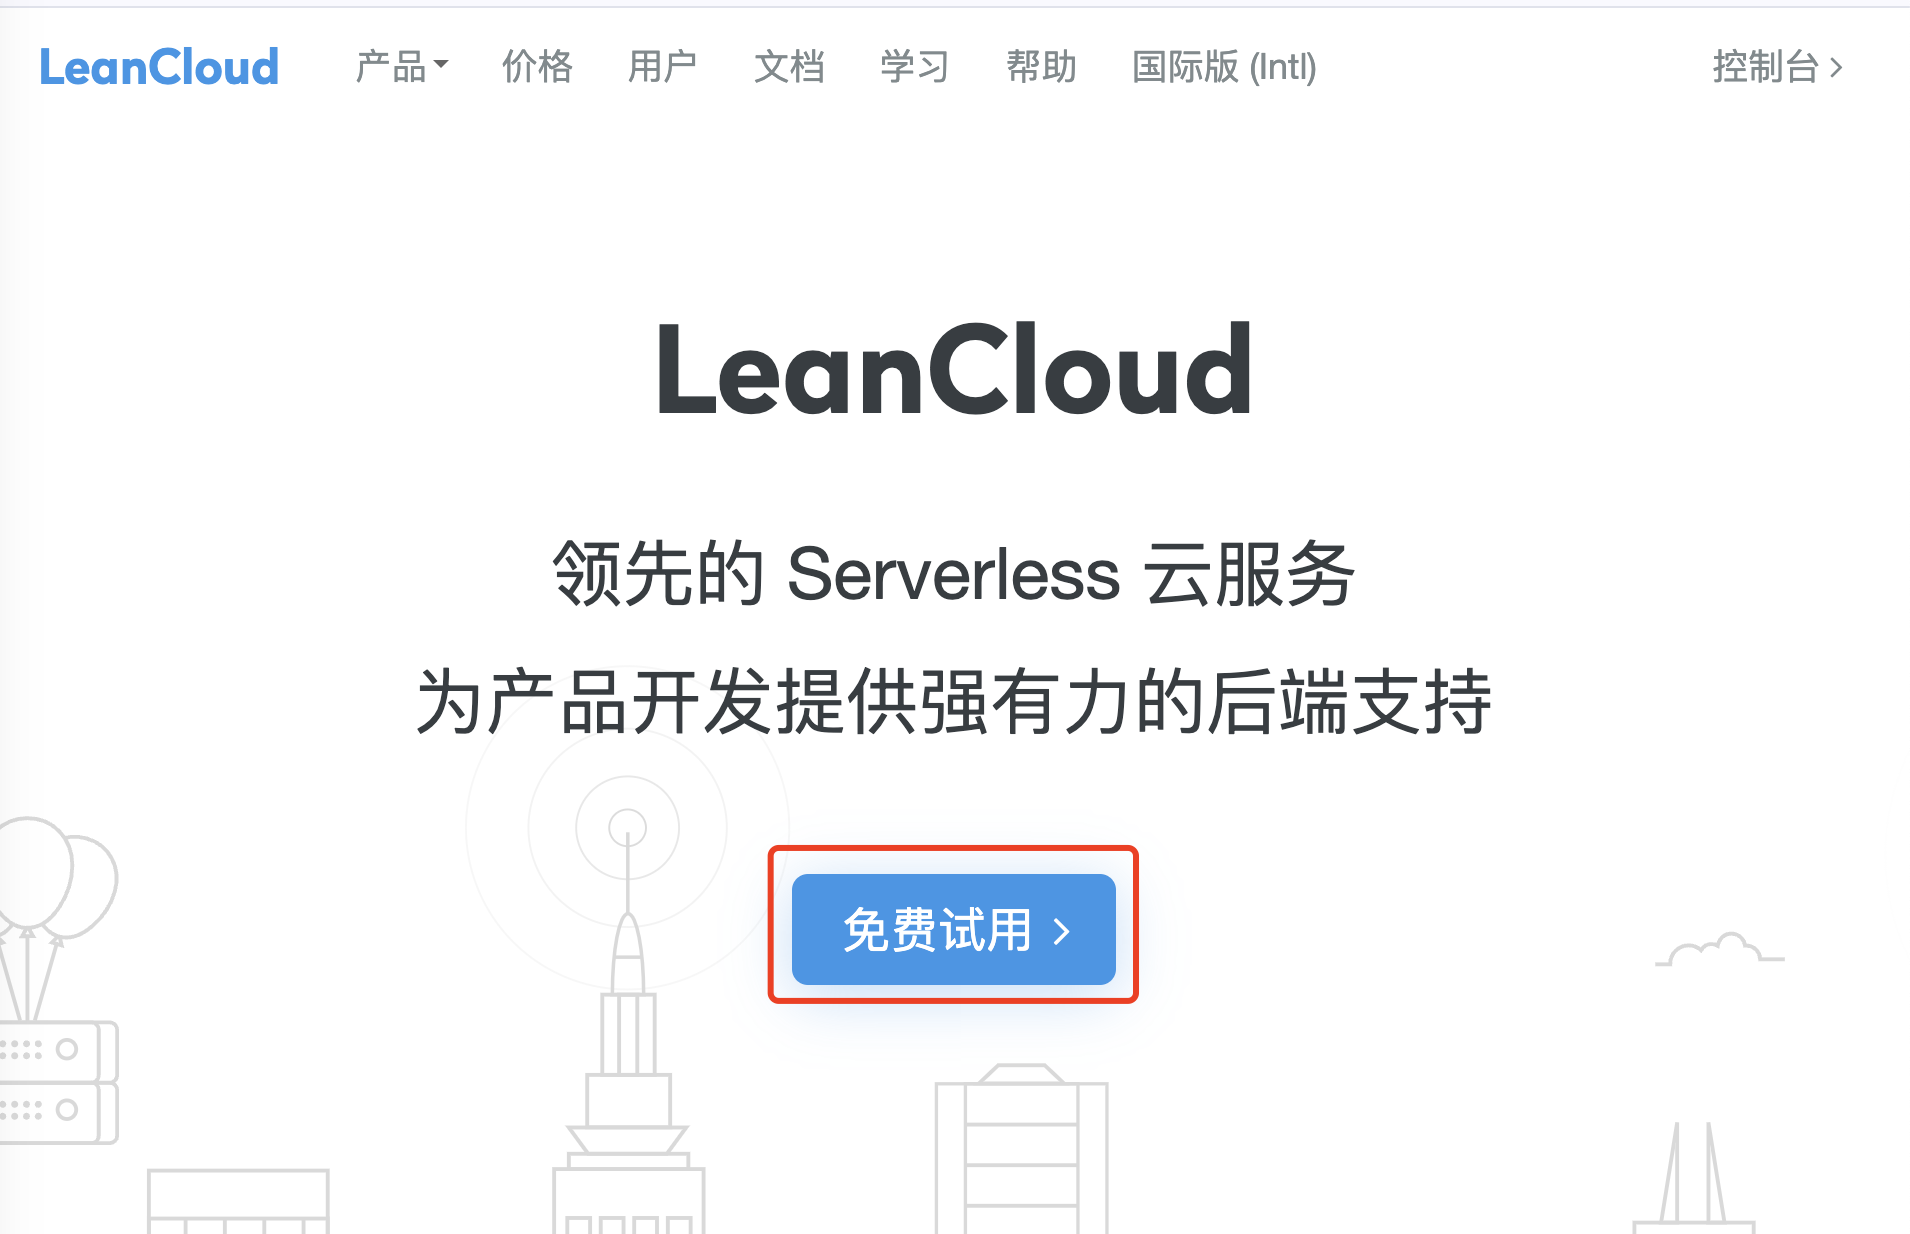 LeanCloud 产品 价格 用户 文档 学习 帮助 国际版 (Intl) 控制台
LeanCloud
领先的 Serverless 云服务
为产品开发提供强有力的后端支持
免费试用